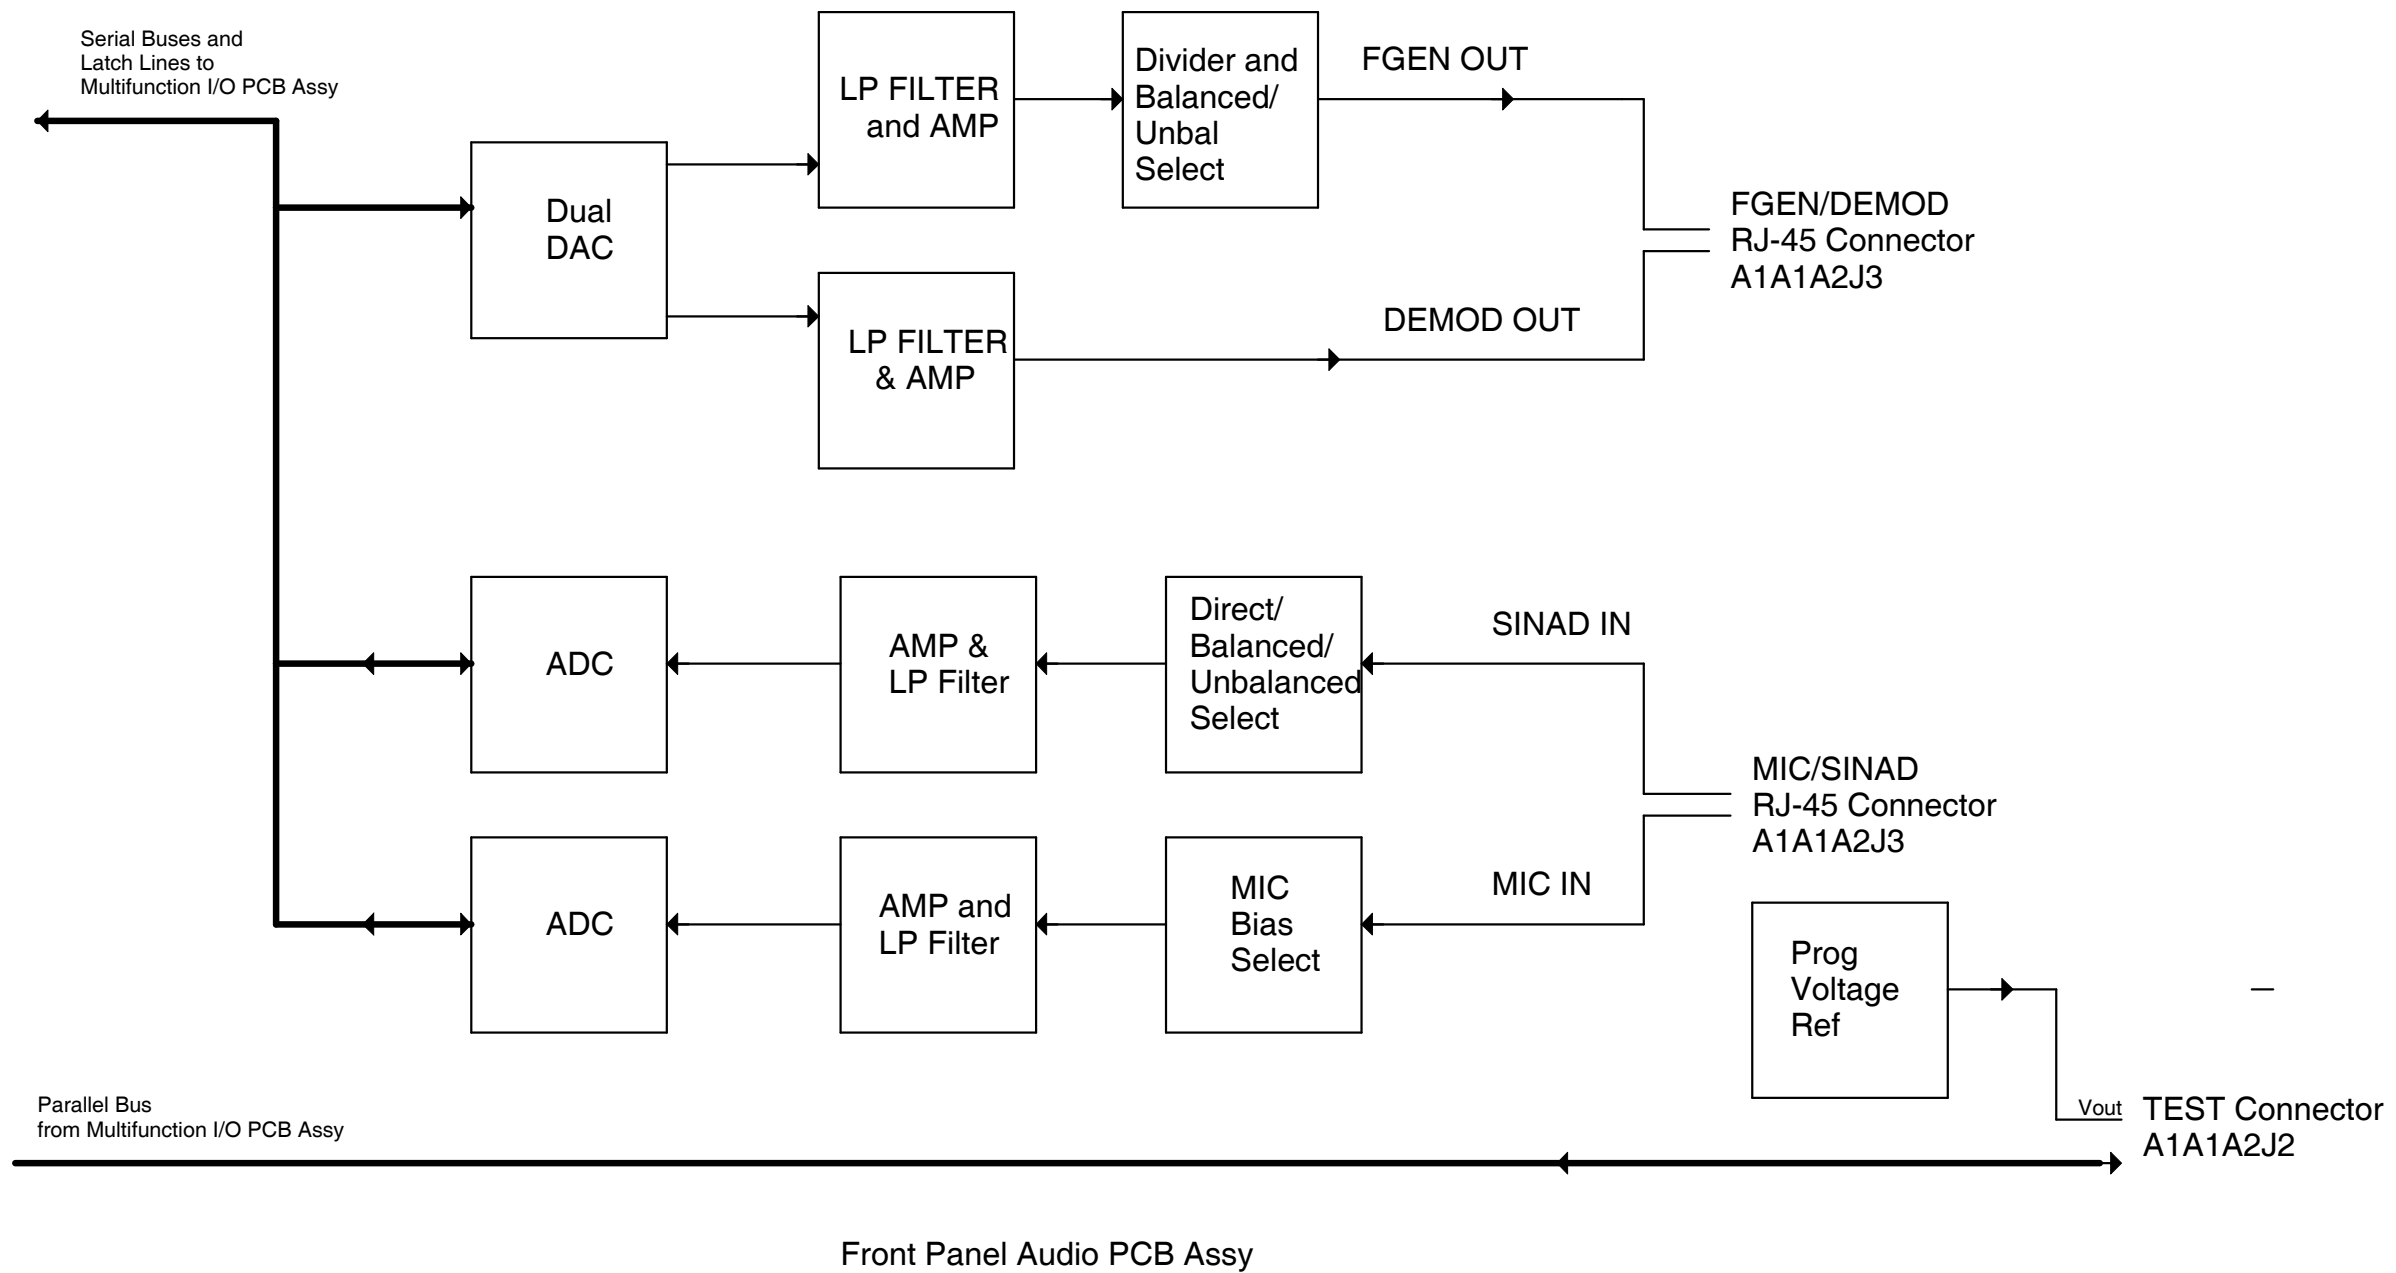 Serial Buses and
Latch Lines to
Multifunction I/O PCB Assy
LP FILTER
and AMP
Divider and
Balanced/
Unbal
Select
FGEN OUT
Dual
DAC
FGEN/DEMOD
RJ-45 Connector
A1A1A2J3
LP FILTER
& AMP
DEMOD OUT
ADC
AMP &
LP Filter
Direct/
Balanced/
Unbalanced
Select
SINAD IN
MIC/SINAD
RJ-45 Connector
A1A1A2J3
ADC
AMP and
LP Filter
MIC
Bias
Select
MIC IN
Prog
Voltage
Ref
Vout
TEST Connector
A1A1A2J2
Parallel Bus
from Multifunction I/O PCB Assy
Front Panel Audio PCB Assy